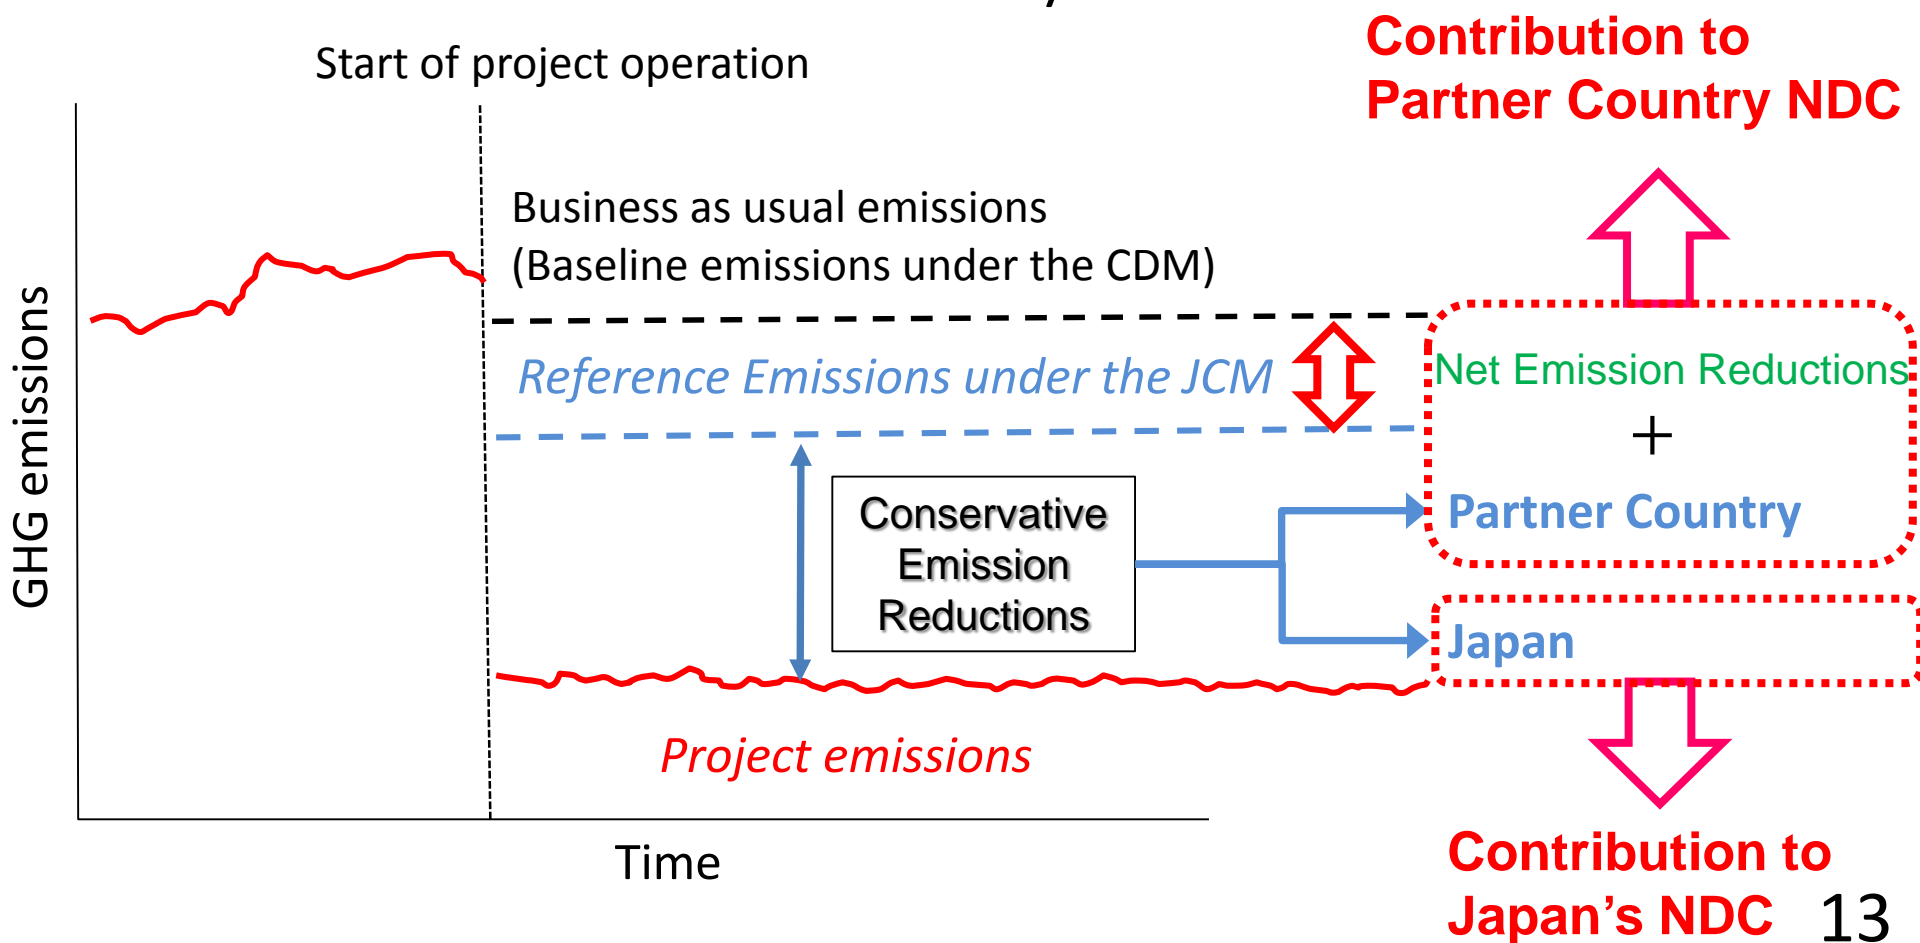 Contribution to
Partner Country NDC
Start of project operation
Business as usual emissions
(Baseline emissions under the CDM)
GHG emissions
Reference Emissions under the JCM
Net Emission Reductions
+
Conservative
Emission
Reductions
Partner Country
Japan
Project emissions
Time
Contribution to
Japan’s NDC
13